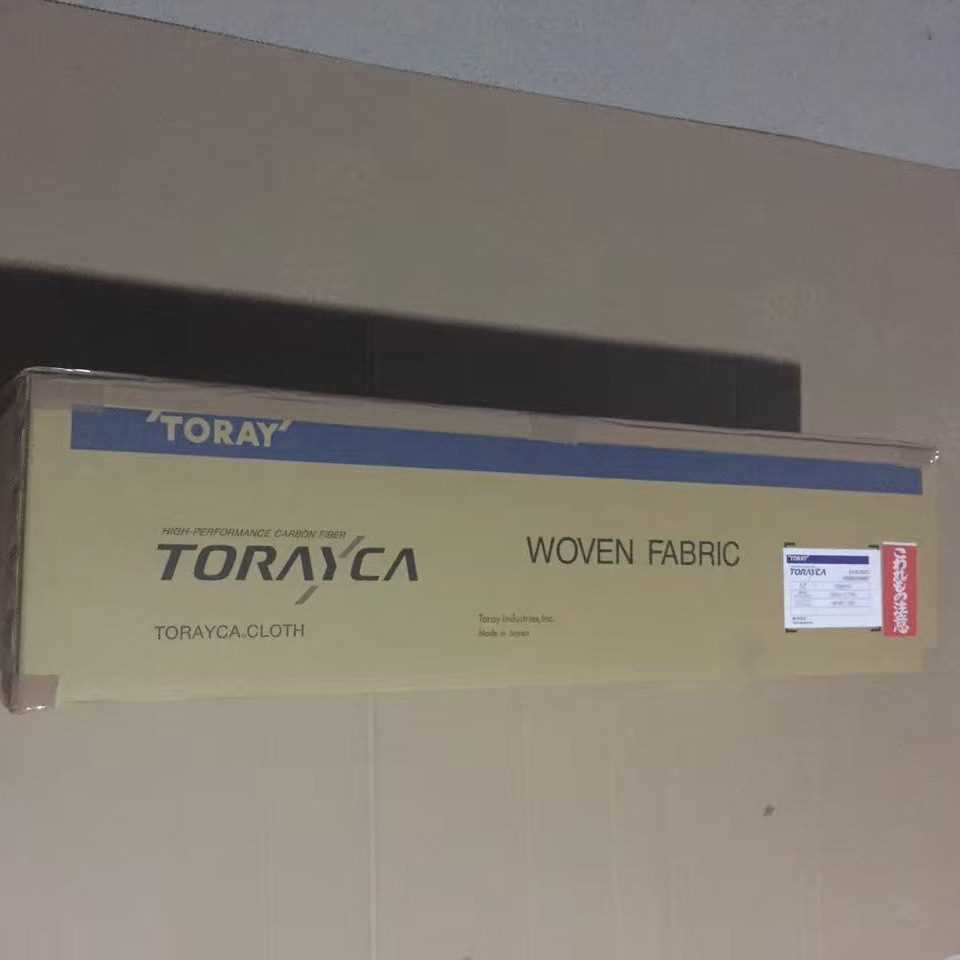 'TORAY'
HIGH-PERFORMANCE CARBON FIBER
TORAYCA
TORAYCA®CLOTH
WOVEN FABRIC
Toray Industries, Inc.
Made in Japan
'TORAY'
TORAYCA